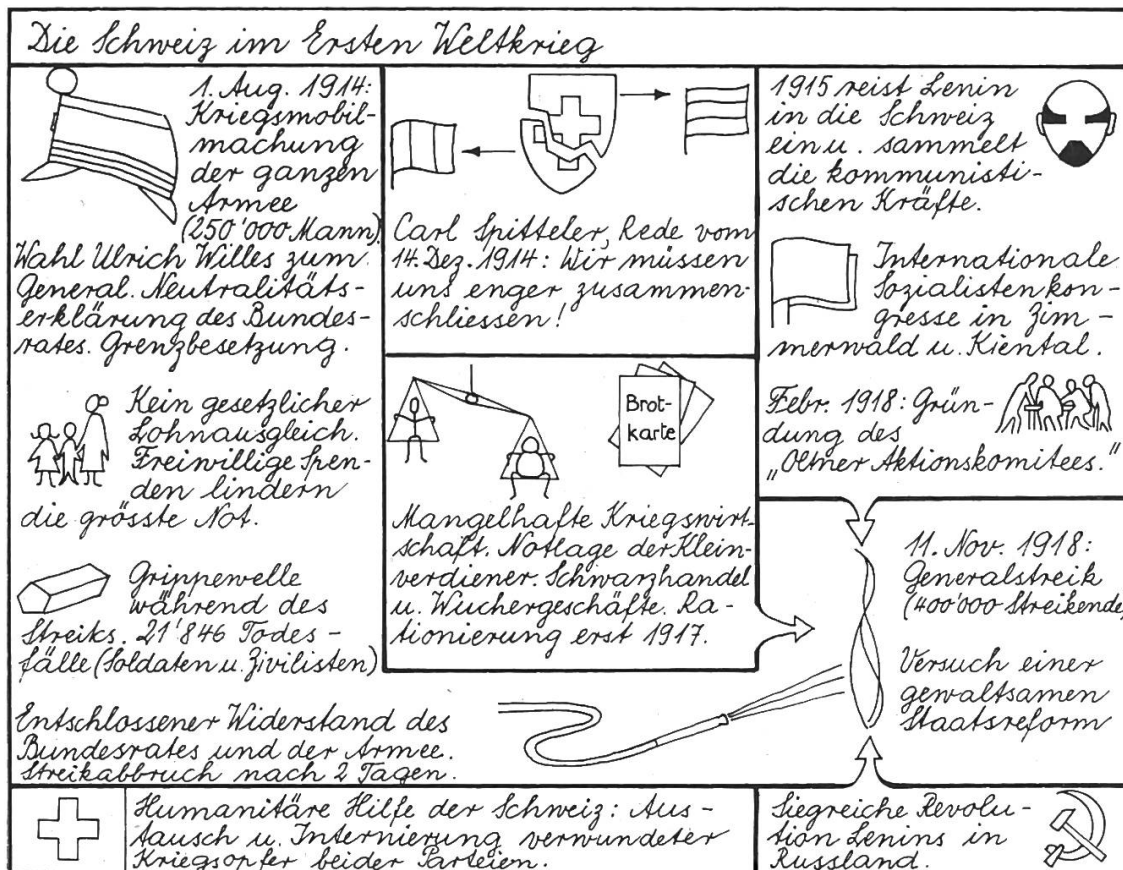 Die Schweiz im Ersten Weltkrieg
1. Aug. 1914:
Kriegsmobil-
machung
der ganzen
Armee
(250'000 Mann)
Wahl Ulrich Willes zum
General. Neutralitäts-
erklärung des Bundes-
rates. Grenzbesetzung.
Kein gesetzlicher
Lohnausgleich.
Freiwillige Spen-
den lindern
die grösste Not.
Grippewelle
während des
Streiks. 21'846 Todes-
fälle (Soldaten u. Zivilisten)
Entschlossener Widerstand des
Bundesrates und der Armee.
Streikabbruch nach 2 Tagen.
Carl Spitteler, Rede vom
14. Dez. 1914: Wir müssen
uns enger zusammen-
schliessen!
Brot-
karte
Mangelhafte Kriegswirt-
schaft. Notlage der Klein-
verdiener. Schwarzhandel
u. Wuchergeschäfte. Ra-
tionierung erst 1917.
1915 reist Lenin
in die Schweiz
ein u. sammelt
die kommunisti-
schen Kräfte.
Internationale
Sozialistenkon-
gresse in Zim-
merwald u. Kiental.
Febr. 1918: Grün-
dung des
"Oltner Aktionskomitees."
11. Nov. 1918:
Generalstreik
(400'000 Streikende)
Versuch einer
gewaltsamen
Staatsreform
Humanitäre Hilfe der Schweiz: Aus-
tausch u. Internierung verwundeter
Kriegsopfer beider Parteien.
Siegreiche Revolu-
tion Lenins in
Russland.